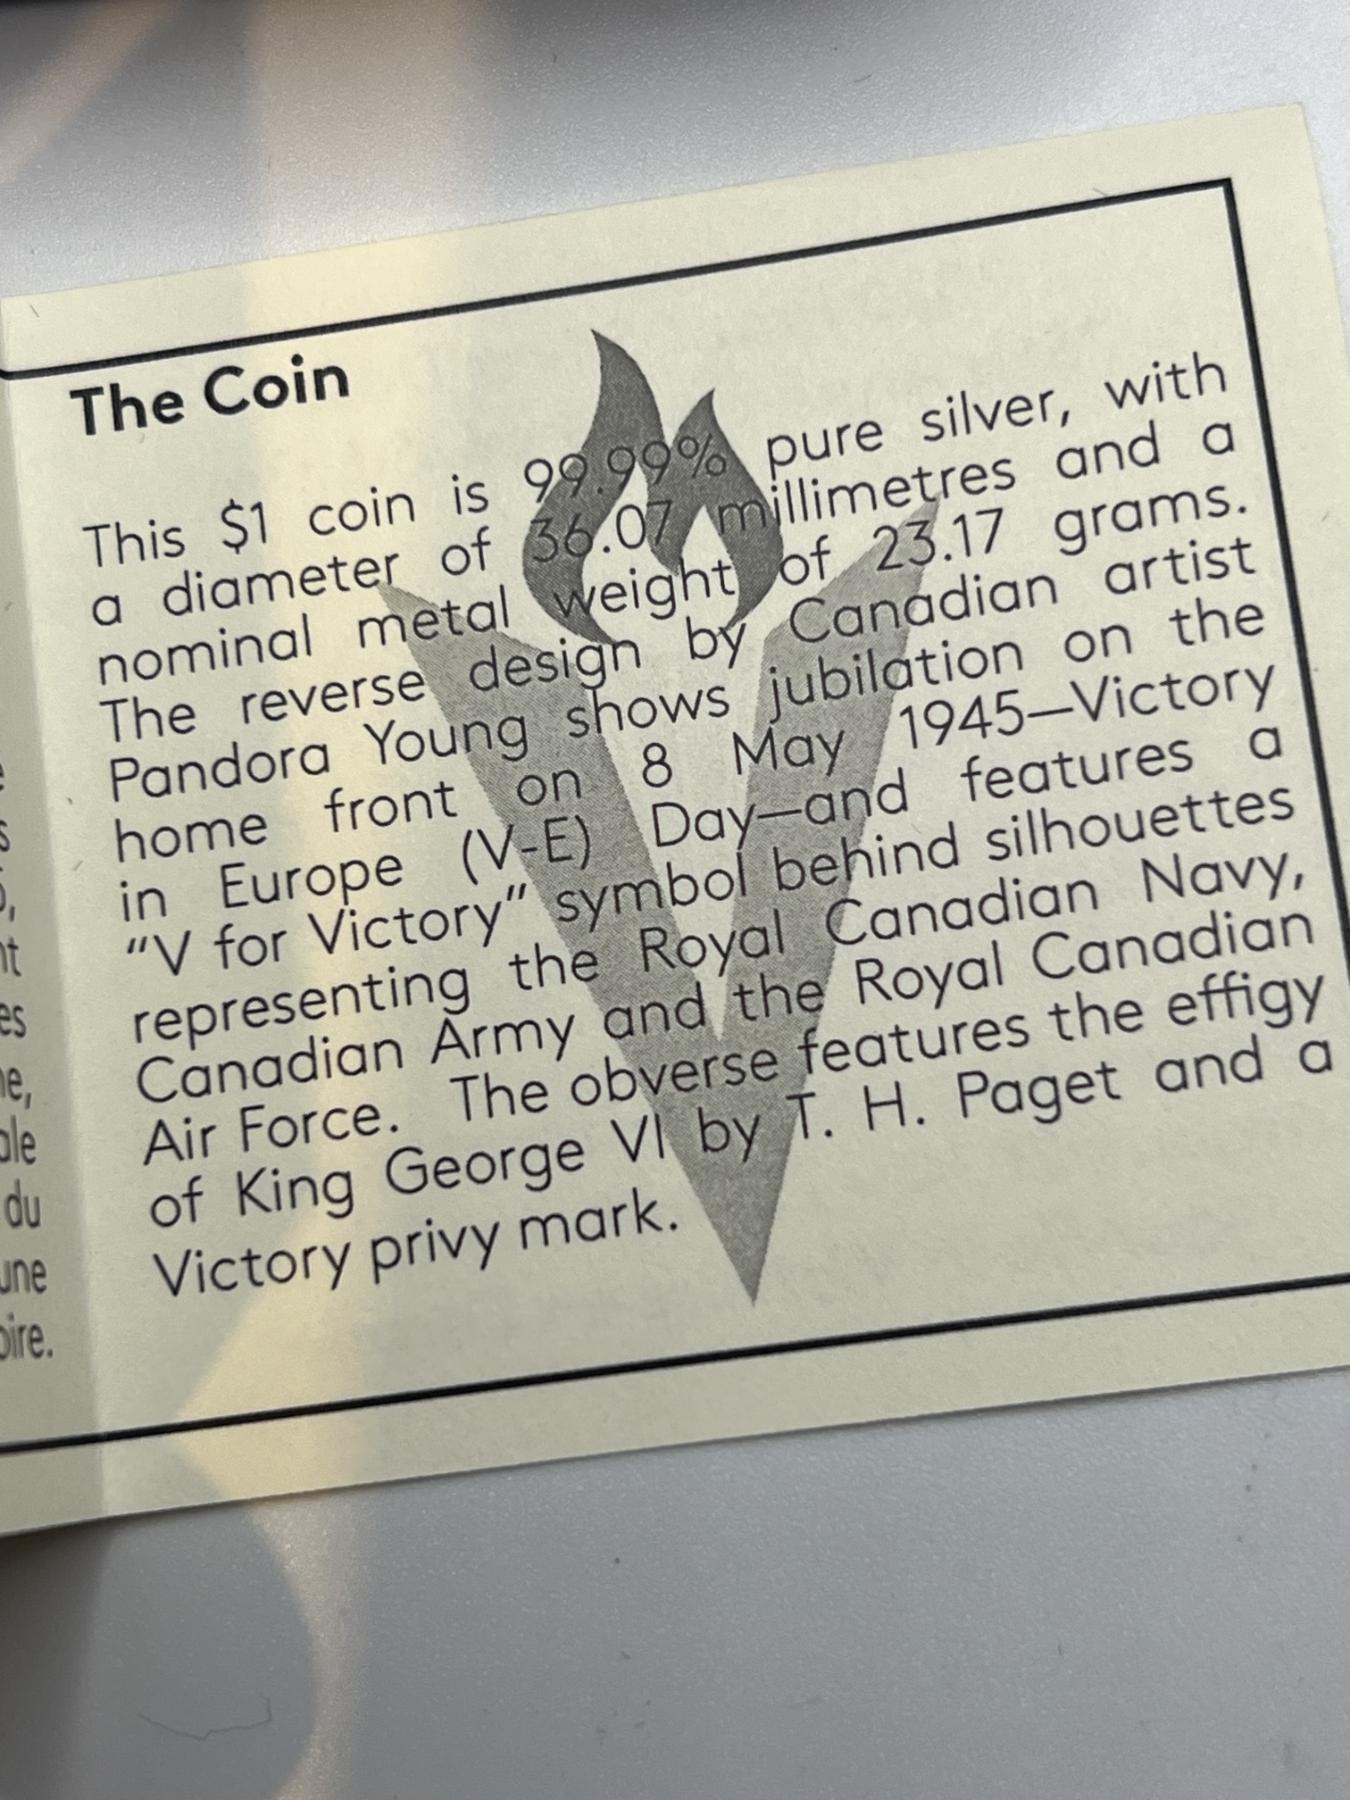 The Coin
This $1 coin is 99.99% pure silver, with
a diameter of 36.07 millimetres and a
nominal metal weight of 23.17 grams.
The reverse design by Canadian artist
Pandora Young shows jubilation on the
home front on 8 May 1945—Victory
in Europe (V-E) Day—and features a
"V for Victory" symbol behind silhouettes
representing the Royal Canadian Navy,
Canadian Army and the Royal Canadian
Air Force. The obverse features the effigy
of King George VI by T. H. Paget and a
Victory privy mark.
du